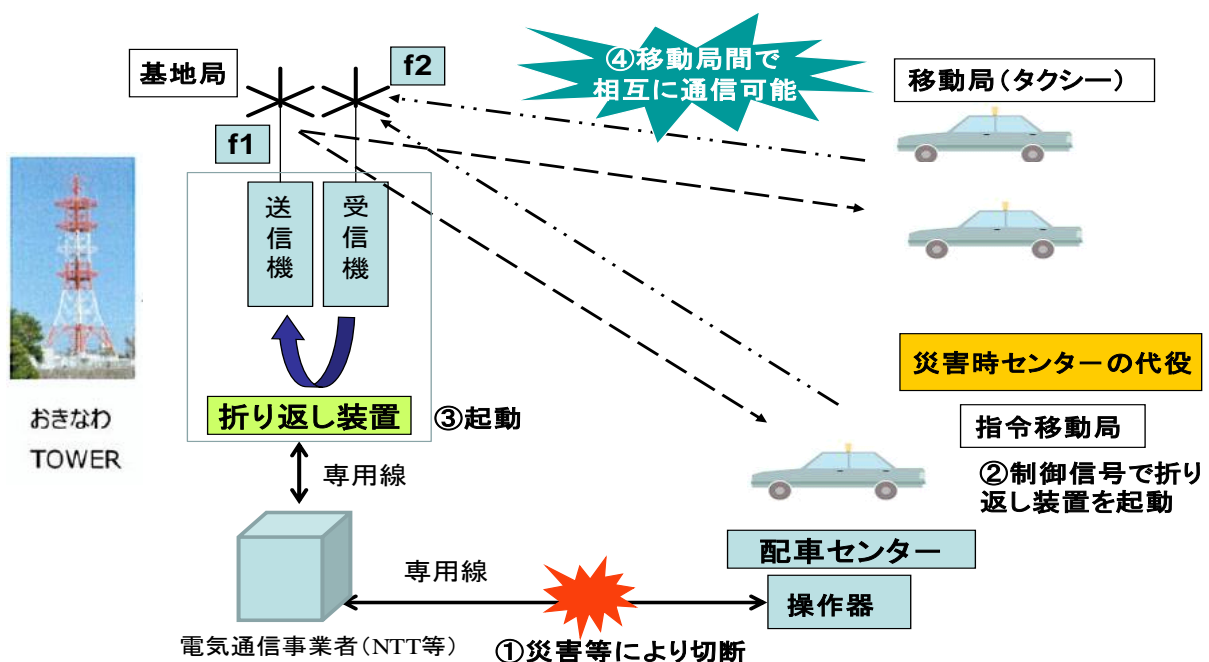 基地局
f2
f1
④移動局間で
相互に通信可能
移動局（タクシー）
送信機
受信機
折り返し装置
③起動
おきなわ
TOWER
専用線
災害時センターの代役
指令移動局
②制御信号で折り
返し装置を起動
配車センター
操作器
専用線
電気通信事業者（NTT等）
①災害等により切断